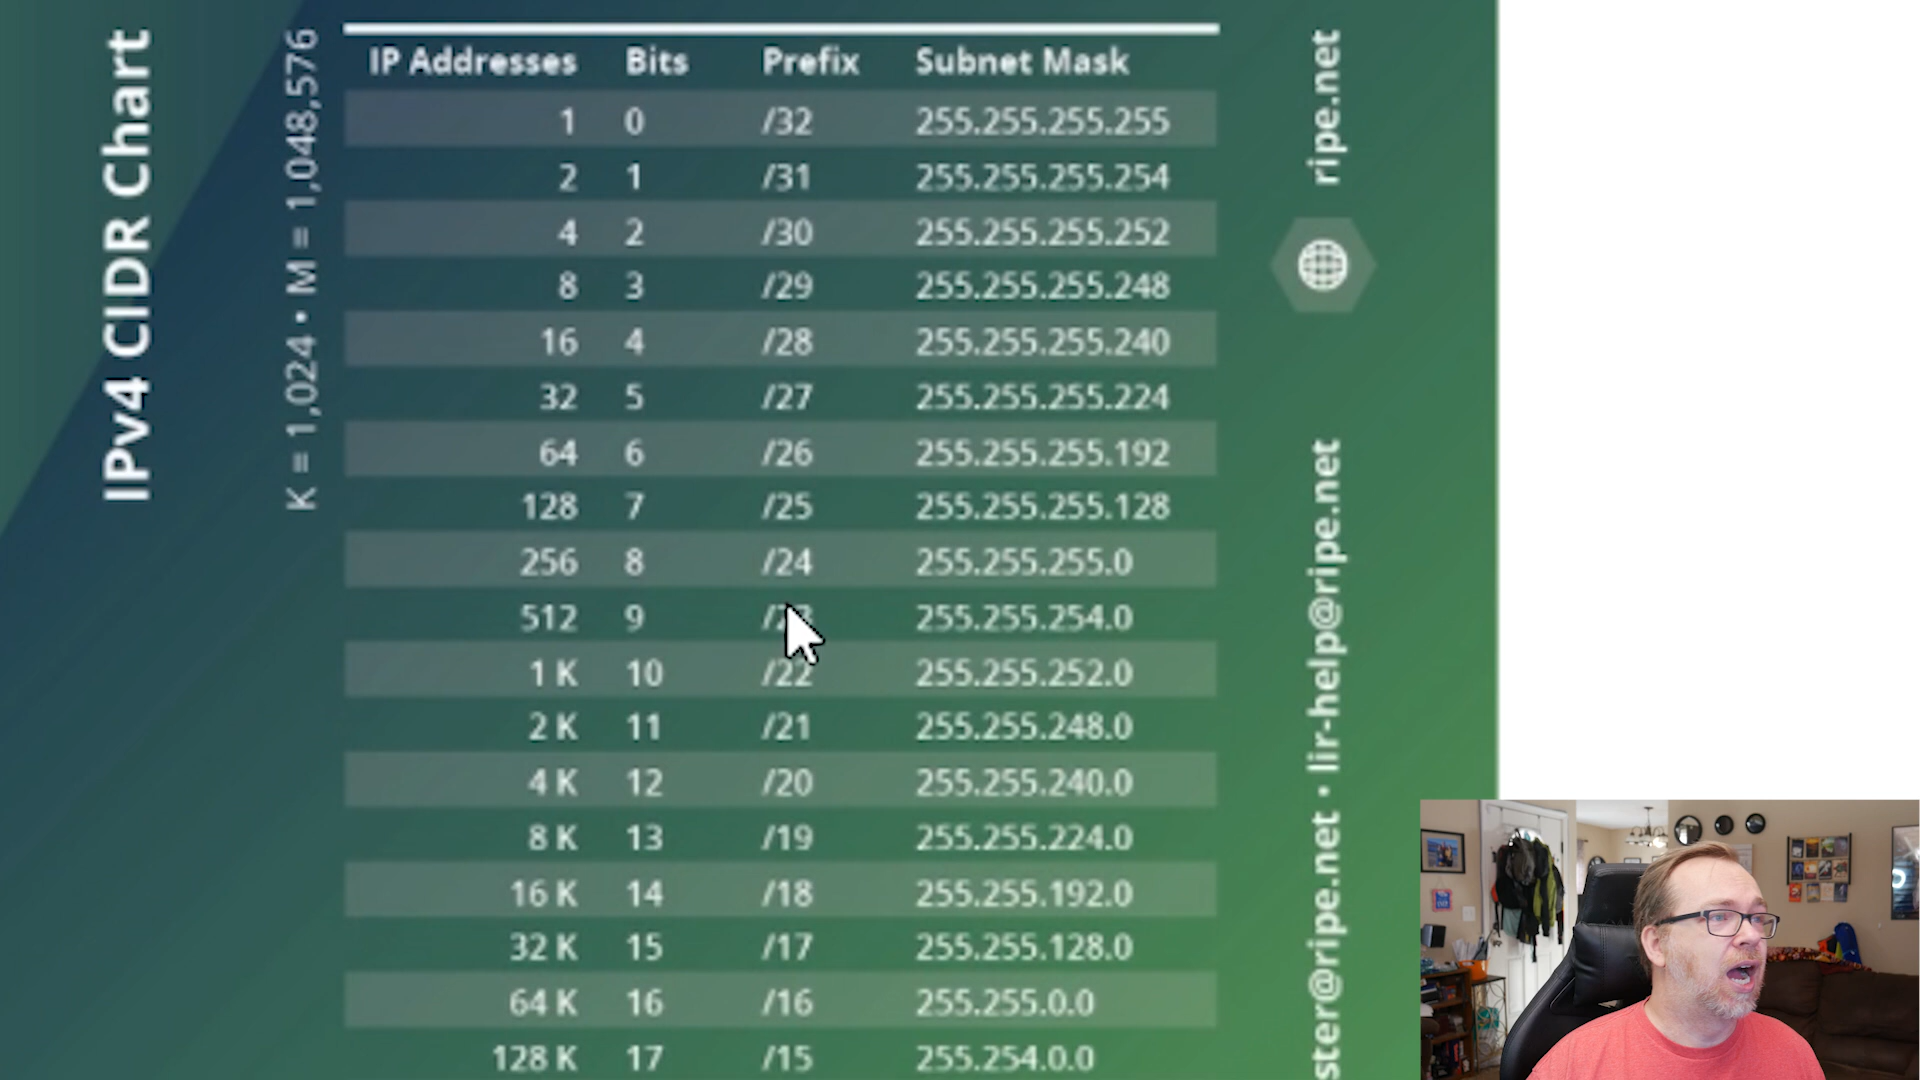 IPv4 CIDR Chart
K = 1,024 • M = 1,048,576
IP Addresses Bits Prefix Subnet Mask
1 0 /32 255.255.255.255
2 1 /31 255.255.255.254
4 2 /30 255.255.255.252
8 3 /29 255.255.255.248
16 4 /28 255.255.255.240
32 5 /27 255.255.255.224
64 6 /26 255.255.255.192
128 7 /25 255.255.255.128
256 8 /24 255.255.255.0
512 9 255.255.254.0
1 K 10 /22 255.255.252.0
2 K 11 /21 255.255.248.0
4 K 12 /20 255.255.240.0
8 K 13 /19 255.255.224.0
16 K 14 /18 255.255.192.0
32 K 15 /17 255.255.128.0
64 K 16 /16 255.255.0.0
128 K 17 /15 255.254.0.0
ripe.net
ster@ripe.net • lir-help@ripe.net